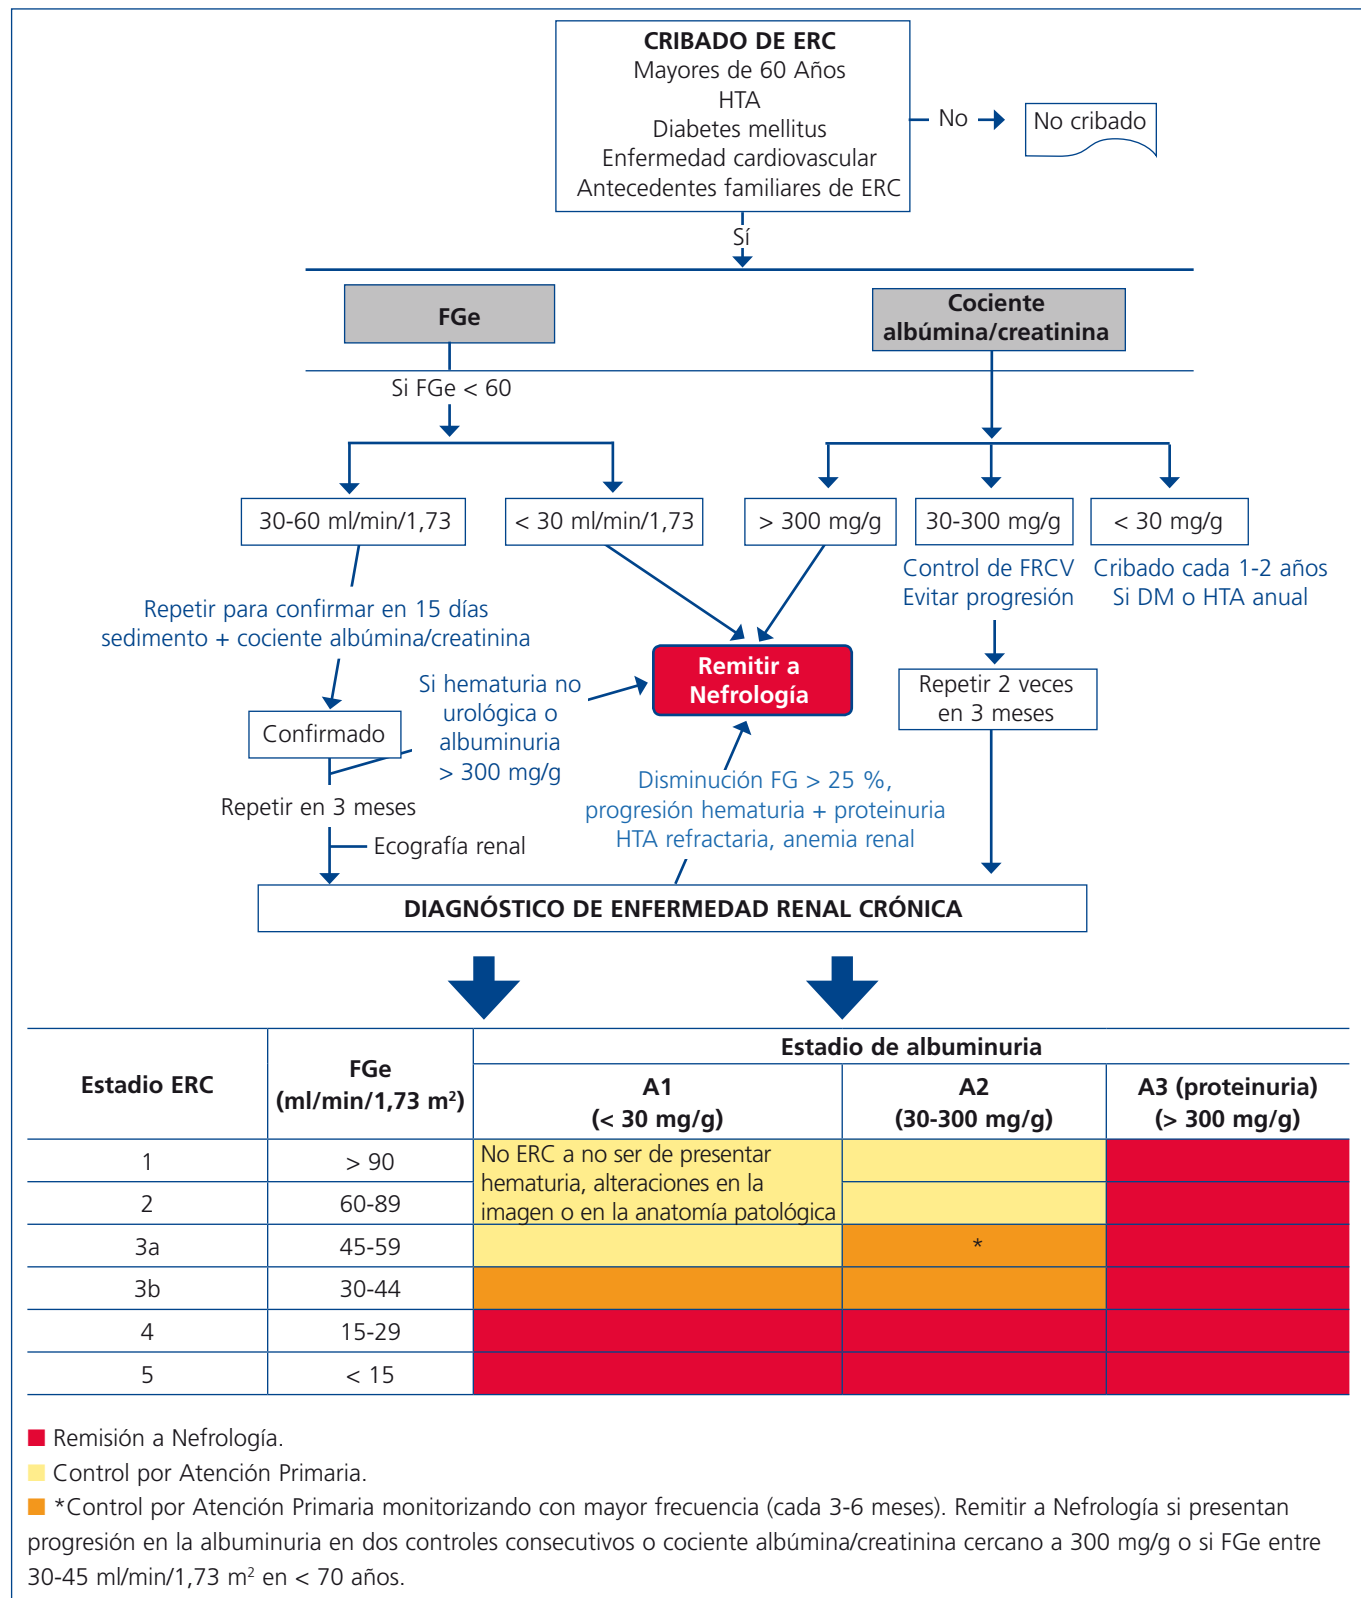 CRIBADO DE ERC
Mayores de 60 Años
HTA
Diabetes mellitus
Enfermedad cardiovascular
Antecedentes familiares de ERC
No
No cribado
Sí
FGe
Cociente
albúmina/creatinina
Si FGe < 60
30-60 ml/min/1,73
< 30 ml/min/1,73
> 300 mg/g
30-300 mg/g
< 30 mg/g
Control de FRCV
Evitar progresión
Cribado cada 1-2 años
Si DM o HTA anual
Repetir para confirmar en 15 días
sedimento + cociente albúmina/creatinina
Remitir a
Nefrología
Si hematuria no
urológica o
albuminuria
> 300 mg/g
Repetir 2 veces
en 3 meses
Confirmado
Disminución FG > 25 %,
progresión hematuria + proteinuria
HTA refractaria, anemia renal
Repetir en 3 meses
Ecografía renal
DIAGNÓSTICO DE ENFERMEDAD RENAL CRÓNICA
Estadio ERC
FGe
(ml/min/1,73 m²)
Estadio de albuminuria
A1
(< 30 mg/g)
A2
(30-300 mg/g)
A3 (proteinuria)
(> 300 mg/g)
1
> 90
No ERC a no ser de presentar
hematuria, alteraciones en la
imagen o en la anatomía patológica
2
60-89
3a
45-59
*
3b
30-44
4
15-29
5
< 15
Remisión a Nefrología.
Control por Atención Primaria.
*Control por Atención Primaria monitorizando con mayor frecuencia (cada 3-6 meses). Remitir a Nefrología si presentan
progresión en la albuminuria en dos controles consecutivos o cociente albúmina/creatinina cercano a 300 mg/g o si FGe entre
30-45 ml/min/1,73 m² en < 70 años.